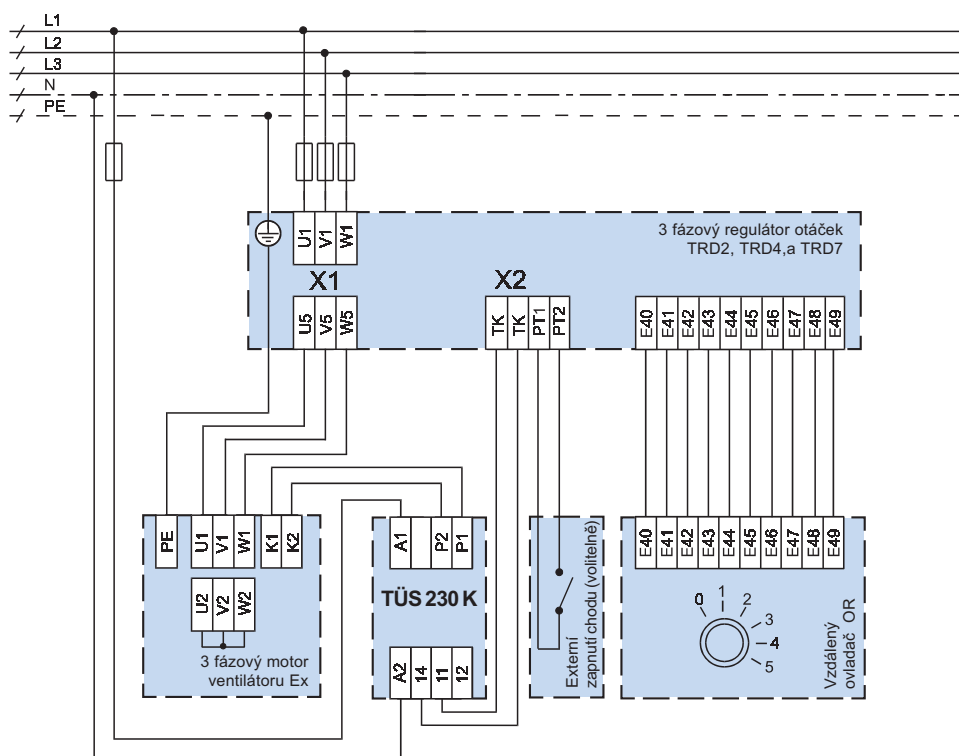 L1
L2
L3
N
PE
3 fázový regulátor otáček
TRD2, TRD4,a TRD7
U1 V1 W1
X1
X2
U5 V5 W5
TK TK PT1 PT2
E40 E41 E42 E43 E44 E45 E46 E47 E48 E49
PE
U1 V1 W1
K1 K2
U2 V2 W2
3 fázový motor
ventilátoru Ex
A1
P2 P1
TÜS 230 K
A2 14 11 12
Externí
zapnutí chodu (volitelně)
E40 E41 E42 E43 E44 E45 E46 E47 E48 E49
0 1 2 3 4 5
Vzdálený
ovladač OR